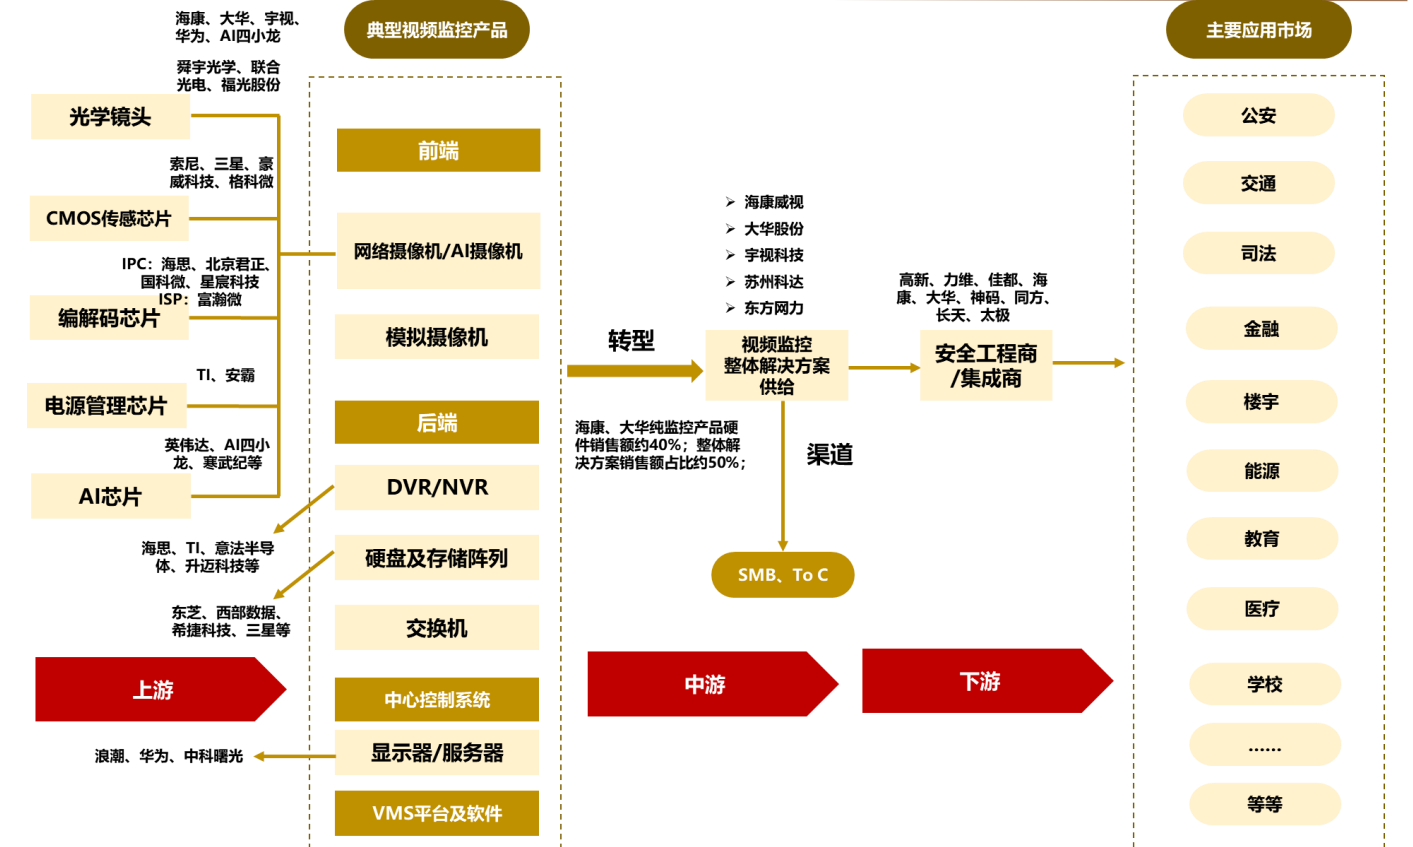 海康、大华、宇视、
华为、AI四小龙
舜宇光学、联合
光电、福光股份
光学镜头
索尼、三星、豪
威科技、格科微
CMOS传感芯片
IPC：海思、北京君正、
国科微、星宸科技
ISP：富瀚微
编解码芯片
TI、安霸
电源管理芯片
英伟达、AI四小
龙、寒武纪等
AI芯片
海思、TI、意法半导
体、升迈科技等
东芝、西部数据、
希捷科技、三星等
上游
浪潮、华为、中科曙光
典型视频监控产品
前端
网络摄像机/AI摄像机
模拟摄像机
后端
DVR/NVR
硬盘及存储阵列
交换机
中心控制系统
显示器/服务器
VMS平台及软件
转型
海康、大华纯监控产品硬
件销售额约40%；整体解
决方案销售额占比约50%；
➢ 海康威视
➢ 大华股份
➢ 宇视科技
➢ 苏州科达
➢ 东方网力
视频监控
整体解决方案
供给
渠道
SMB、To C
中游
高新、力维、佳都、海
康、大华、神码、同方、
长天、太极
安全工程商
/集成商
下游
主要应用市场
公安
交通
司法
金融
楼宇
能源
教育
医疗
学校
......
等等